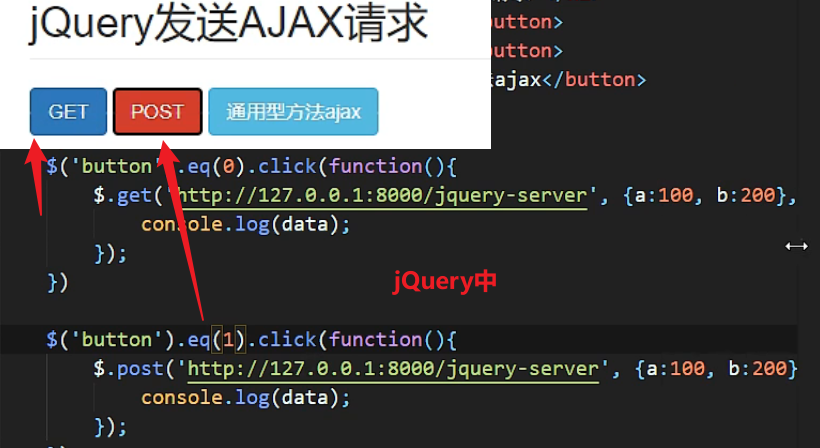 jQuery发送AJAX请求
button>
button>
ajax</button>
GET POST 通用型方法ajax
$('button').eq(0).click(function(){
$.get('http://127.0.0.1:8000/jquery-server', {a:100, b:200},
console.log(data);
});
})
jQuery中
$('button').eq(1).click(function(){
$.post('http://127.0.0.1:8000/jquery-server', {a:100, b:200}
console.log(data);
});